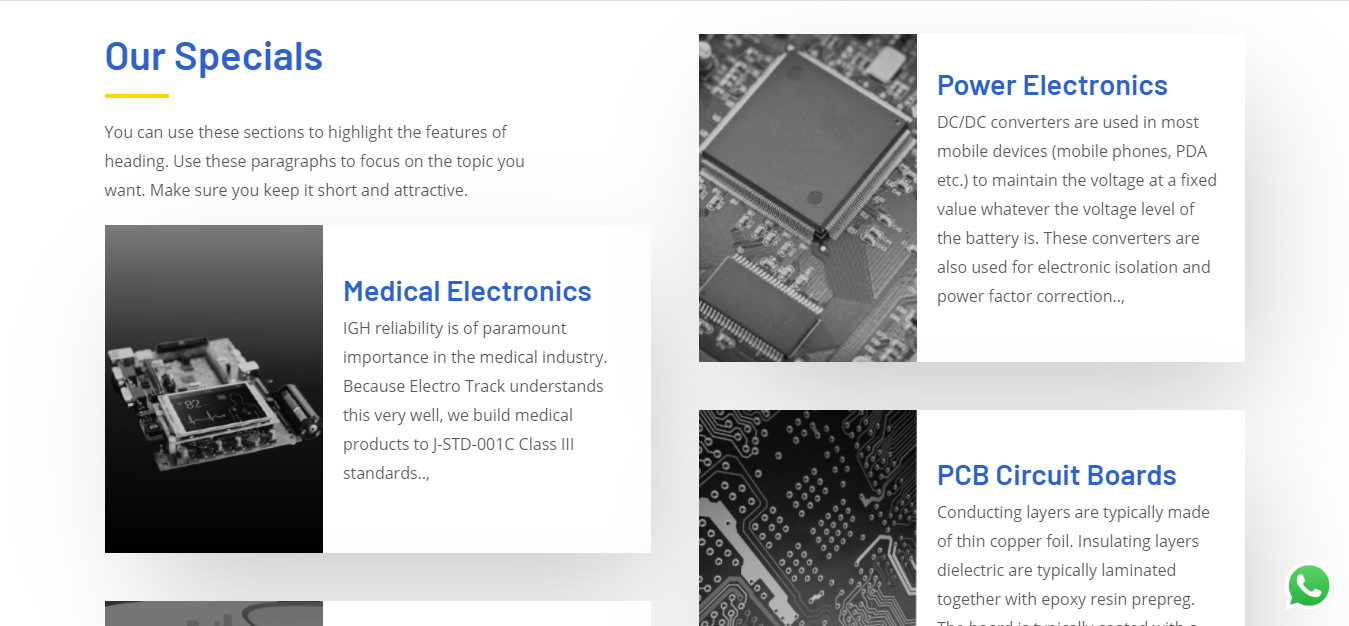 Our Specials
You can use these sections to highlight the features of
heading. Use these paragraphs to focus on the topic you
want. Make sure you keep it short and attractive.
82
Medical Electronics
IGH reliability is of paramount
importance in the medical industry.
Because Electro Track understands
this very well, we build medical
products to J-STD-001C Class III
standards..,
Power Electronics
DC/DC converters are used in most
mobile devices (mobile phones, PDA
etc.) to maintain the voltage at a fixed
value whatever the voltage level of
the battery is. These converters are
also used for electronic isolation and
power factor correction..,
PCB Circuit Boards
Conducting layers are typically made
of thin copper foil. Insulating layers
dielectric are typically laminated
together with epoxy resin prepreg.
The board is typically coated with a